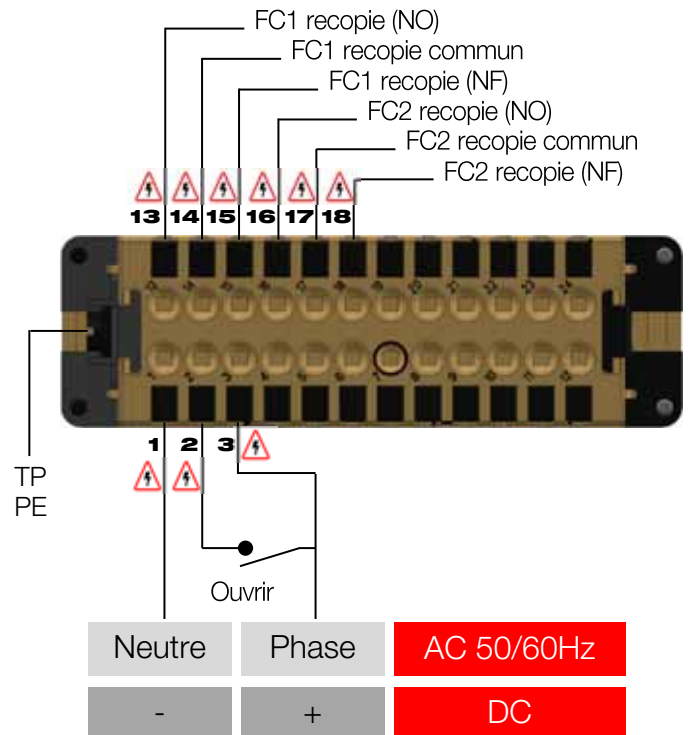 FC1 recopie (NO)
FC1 recopie commun
FC1 recopie (NF)
FC2 recopie (NO)
FC2 recopie commun
FC2 recopie (NF)
13 14 15 16 17 18
1 2 3
TP
PE
Ouvrir
Neutre Phase AC 50/60Hz
- + DC